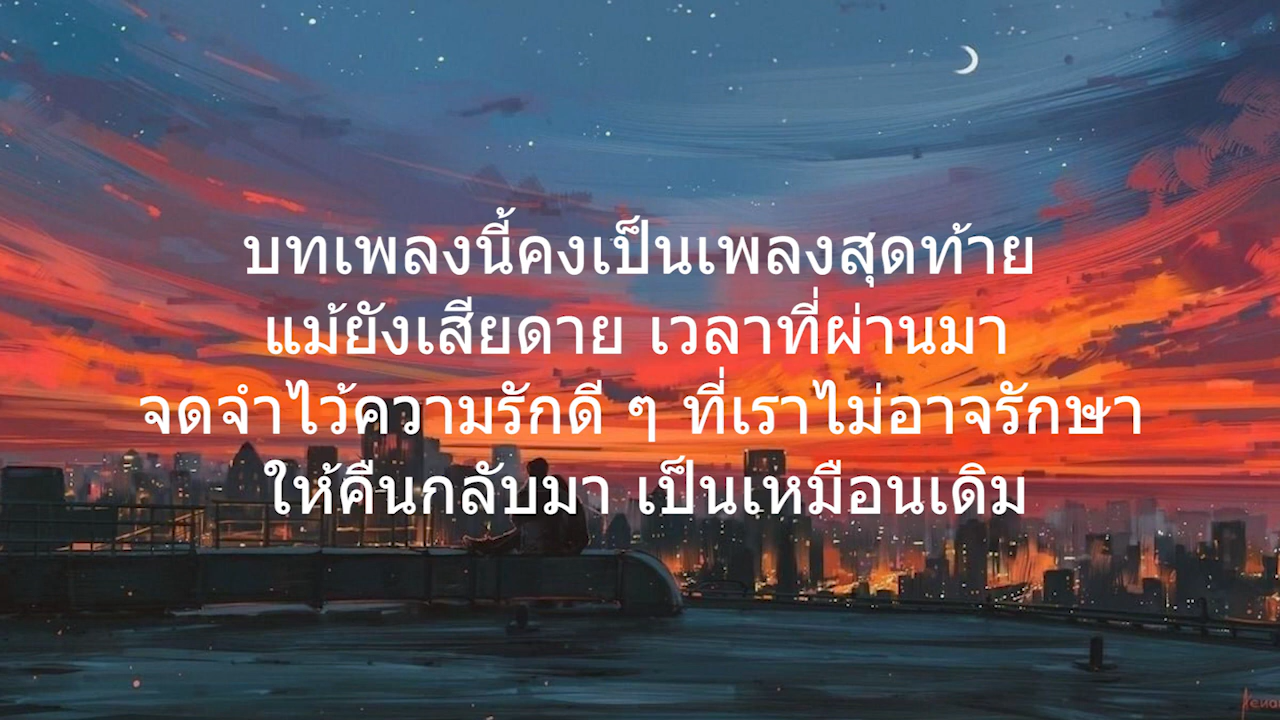 บทเพลงนี้คงเป็นเพลงสุดท้าย
แม้ยังเสียดาย เวลาที่ผ่านมา
จดจำไว้ความรักดี ๆ ที่เราไม่อาจรักษา
ให้คืนกลับมา เป็นเหมือนเดิม